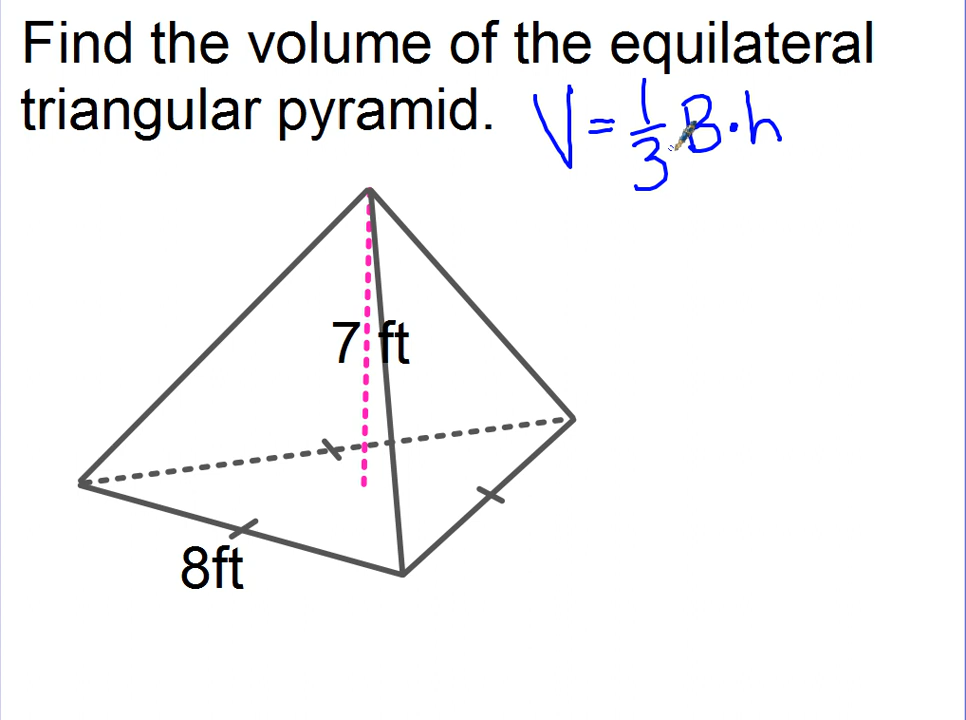 Find the volume of the equilateral
triangular pyramid. V = 1/3 B · h
7 ft
8ft